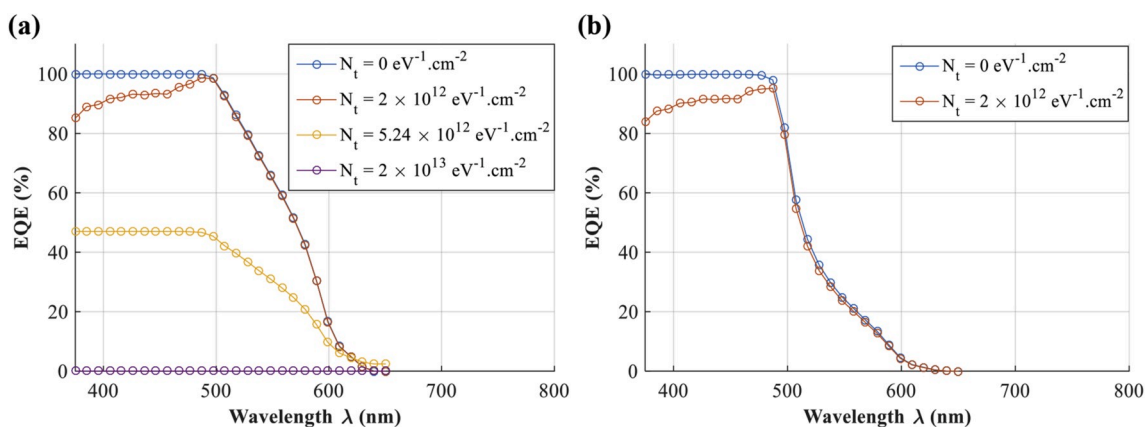 (a)
EQE (%)
100
80
60
40
20
0
400
500
600
700
800
Wavelength λ (nm)
N_t = 0 eV⁻¹.cm⁻²
N_t = 2 × 10¹² eV⁻¹.cm⁻²
N_t = 5.24 × 10¹² eV⁻¹.cm⁻²
N_t = 2 × 10¹³ eV⁻¹.cm⁻²
(b)
EQE (%)
100
80
60
40
20
0
400
500
600
700
800
Wavelength λ (nm)
N_t = 0 eV⁻¹.cm⁻²
N_t = 2 × 10¹² eV⁻¹.cm⁻²